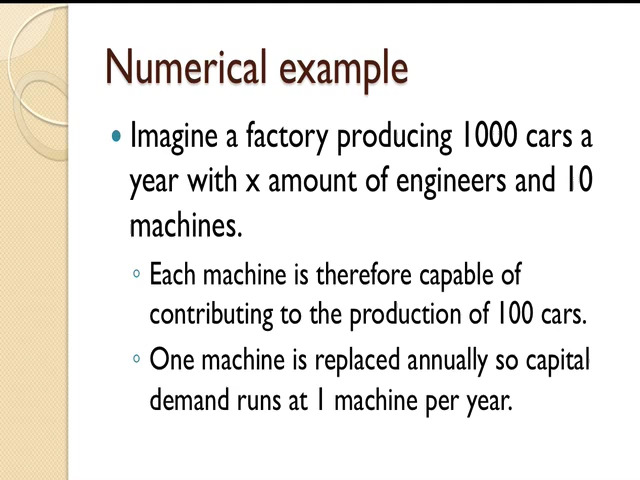 Numerical example
Imagine a factory producing 1000 cars a
year with x amount of engineers and 10
machines.
Each machine is therefore capable of
contributing to the production of 100 cars.
One machine is replaced annually so capital
demand runs at 1 machine per year.